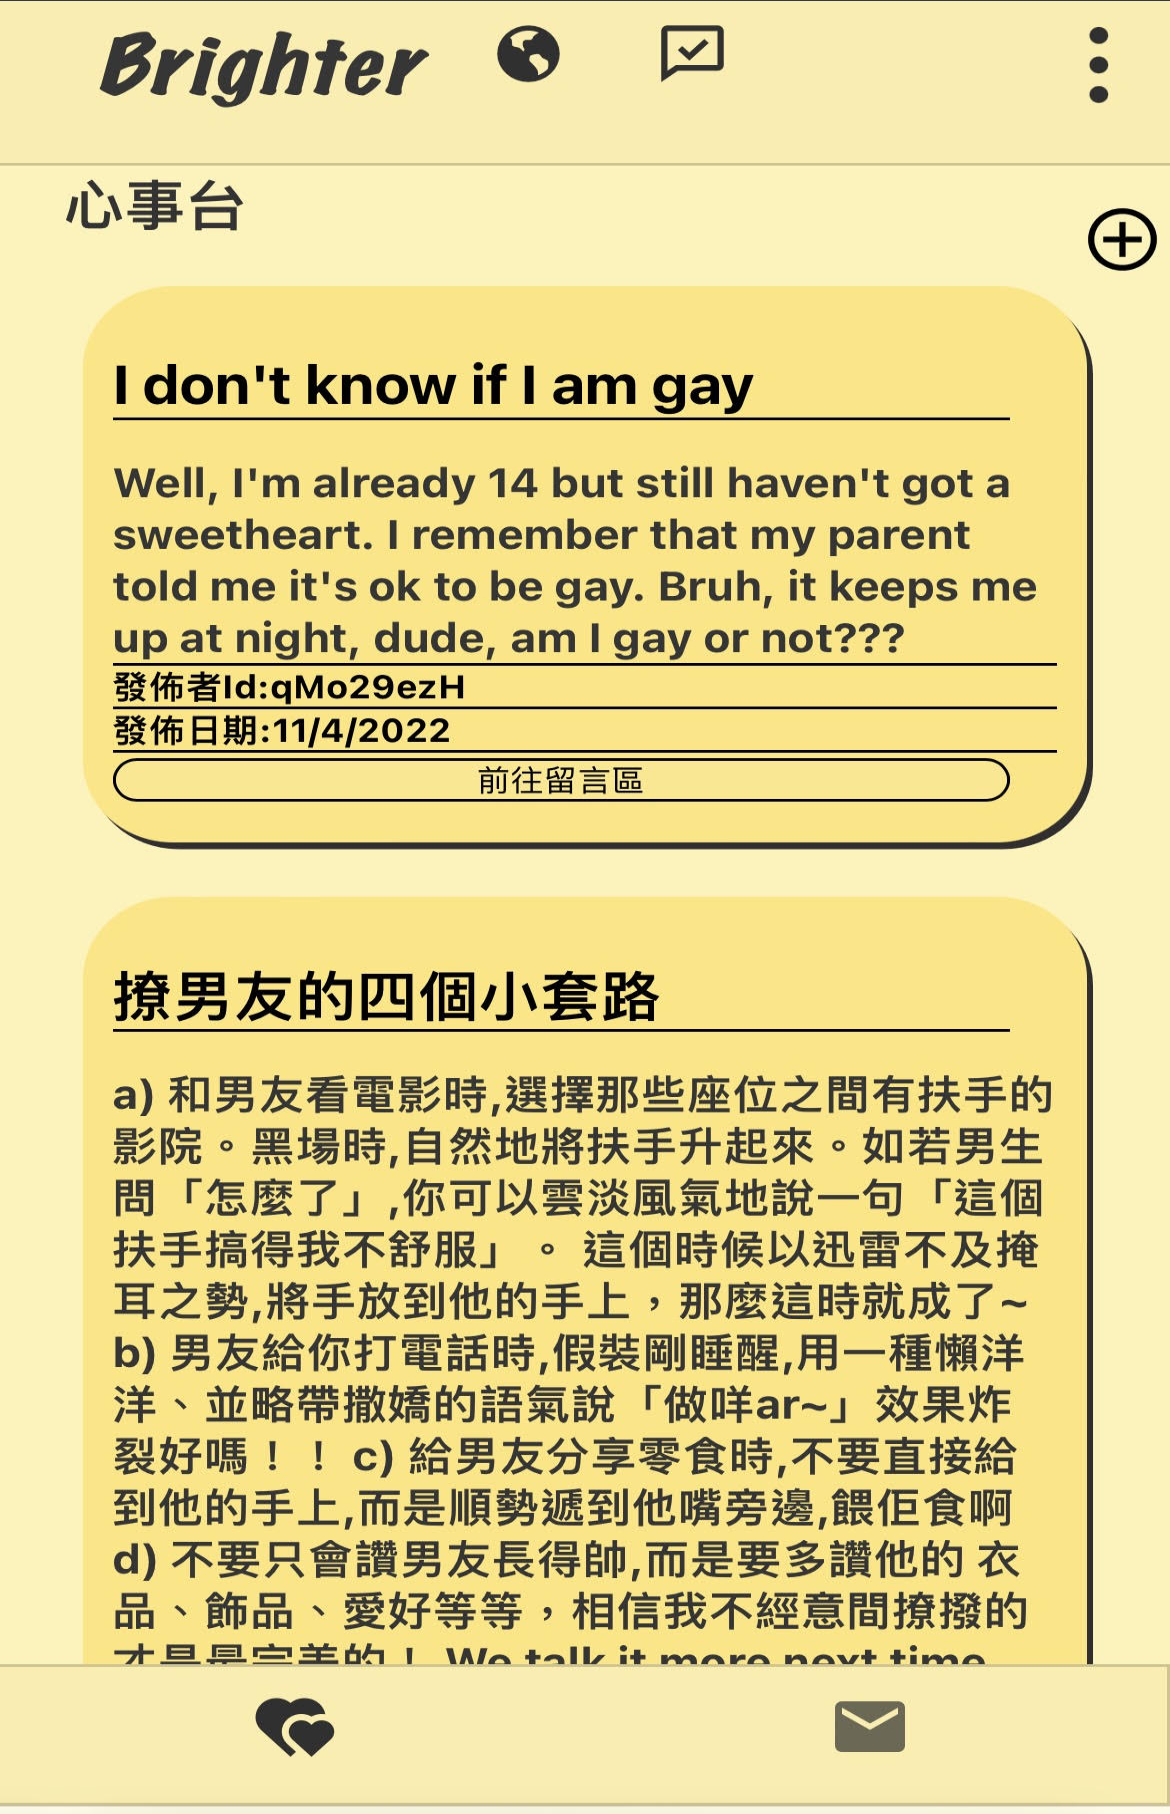 Brighter
心事台
I don't know if I am gay
Well, I'm already 14 but still haven't got a
sweetheart. I remember that my parent
told me it's ok to be gay. Bruh, it keeps me
up at night, dude, am I gay or not???
發佈者Id:qMo29ezH
發佈日期:11/4/2022
前往留言區
撩男友的四個小套路
a) 和男友看電影時,選擇那些座位之間有扶手的
影院。黑場時,自然地將扶手升起來。如若男生
問「怎麼了」,你可以雲淡風氣地說一句「這個
扶手搞得我不舒服」。 這個時候以迅雷不及掩
耳之勢,將手放到他的手上，那麼這時就成了~
b) 男友給你打電話時,假裝剛睡醒,用一種懶洋
洋、並略帶撒嬌的語氣說「做咩ar~」效果炸
裂好嗎！！ c) 給男友分享零食時,不要直接給
到他的手上,而是順勢遞到他嘴旁邊,餵佢食啊
d) 不要只會讚男友長得帥,而是要多讚他的 衣
品、飾品、愛好等等，相信我不經意間撩撥的
才是最完美的！ We talk it more next time